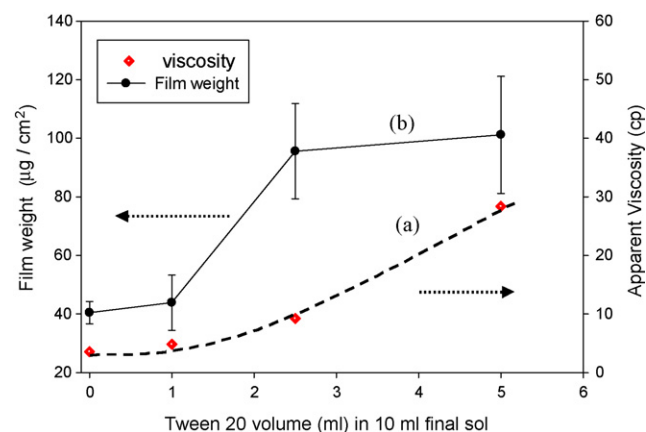 140
120
100
80
60
40
20
Film weight (µg / cm²)
viscosity
Film weight
(b)
(a)
60
50
40
30
20
10
0
Apparent Viscosity (cp)
0 1 2 3 4 5 6
Tween 20 volume (ml) in 10 ml final sol